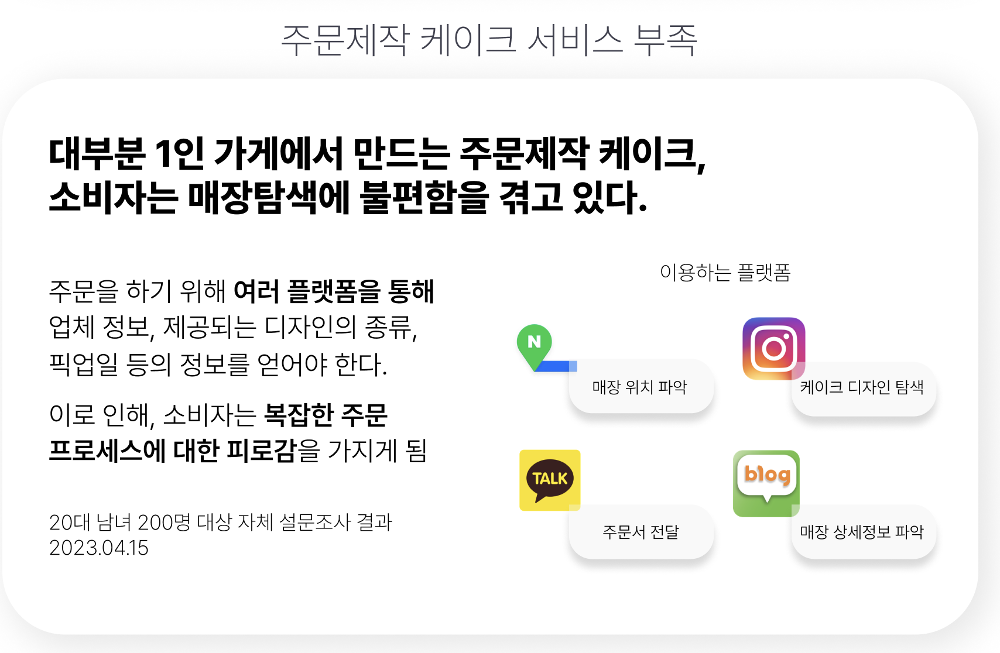 주문제작 케이크 서비스 부족
대부분 1인 가게에서 만드는 주문제작 케이크,
소비자는 매장탐색에 불편함을 겪고 있다.
주문을 하기 위해 여러 플랫폼을 통해
업체 정보, 제공되는 디자인의 종류,
픽업일 등의 정보를 얻어야 한다.
이로 인해, 소비자는 복잡한 주문
프로세스에 대한 피로감을 가지게 됨
20대 남녀 200명 대상 자체 설문조사 결과
2023.04.15
이용하는 플랫폼
N
매장 위치 파악
케이크 디자인 탐색
TALK
주문서 전달
blog
매장 상세정보 파악